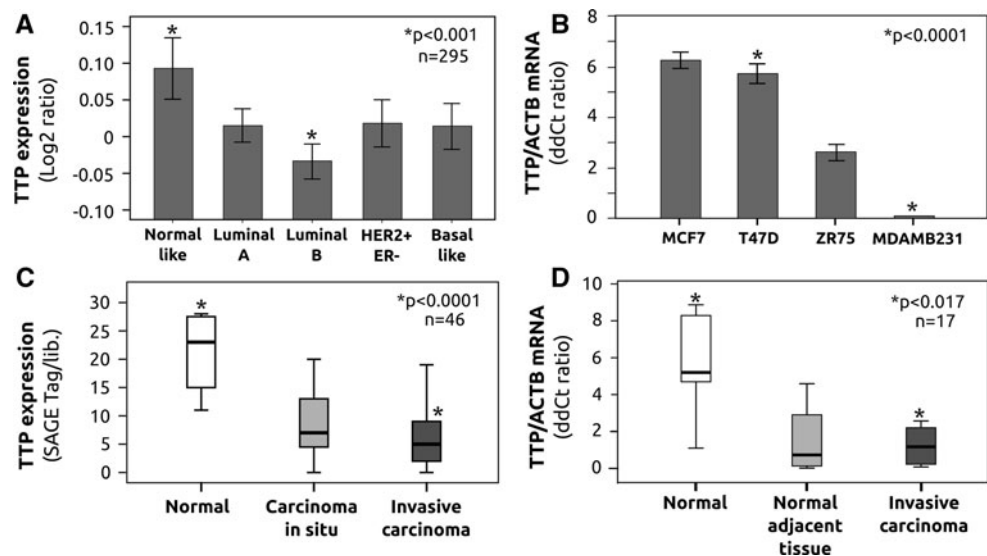 A
TTP expression
(Log2 ratio)
0.15
0.10
0.05
0
-0.05
-0.10
*
*
*p<0.001
n=295
Normal like
Luminal A
Luminal B
HER2+ ER-
Basal like
B
TTP/ACTB mRNA
(ddCt ratio)
8
6
4
2
0
*
*
*p<0.0001
MCF7
T47D
ZR75
MDAMB231
C
TTP expression
(SAGE Tag/lib.)
30
25
20
15
10
5
0
*
*
*p<0.0001
n=46
Normal
Carcinoma in situ
Invasive carcinoma
D
TTP/ACTB mRNA
(ddCt ratio)
10
8
6
4
2
0
*
*
*p<0.017
n=17
Normal
Normal adjacent tissue
Invasive carcinoma